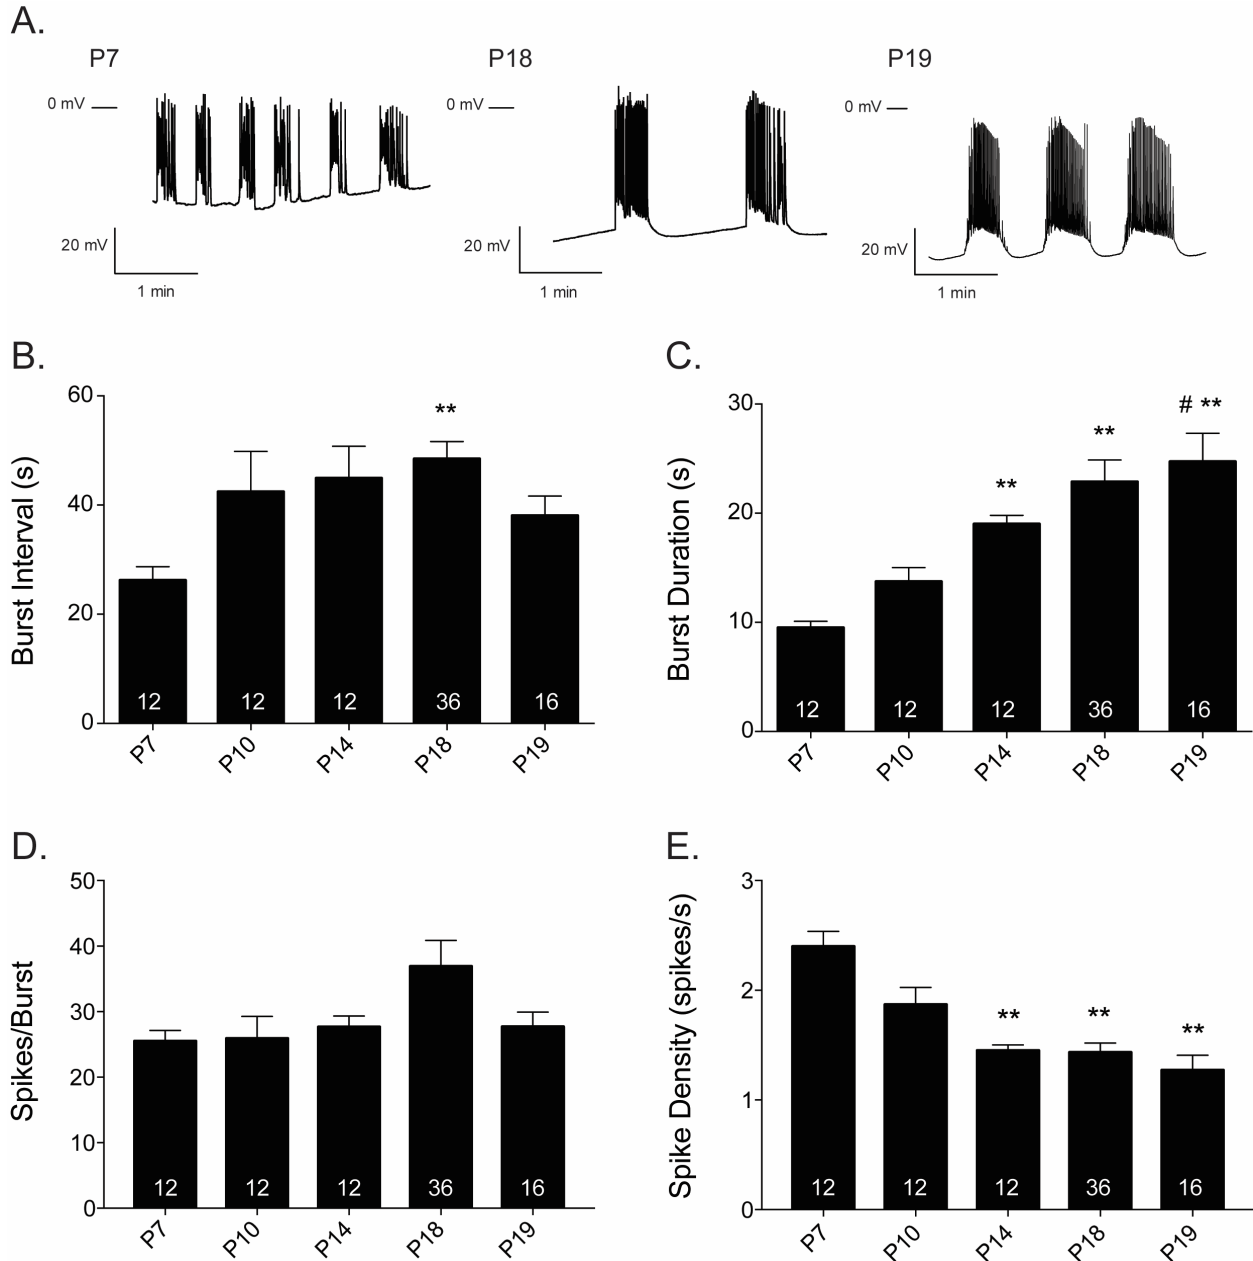 A.
P7
P18
P19
0 mV
0 mV
0 mV
20 mV
20 mV
20 mV
1 min
1 min
1 min
B.
60
**
40
20
0
Burst Interval (s)
12
12
12
36
16
P7
P10
P14
P18
P19
C.
30
# **
**
**
20
10
0
Burst Duration (s)
12
12
12
36
16
P7
P10
P14
P18
P19
D.
50
40
30
20
10
0
Spikes/Burst
12
12
12
36
16
P7
P10
P14
P18
P19
E.
3
2
**
**
**
1
0
Spike Density (spikes/s)
12
12
12
36
16
P7
P10
P14
P18
P19